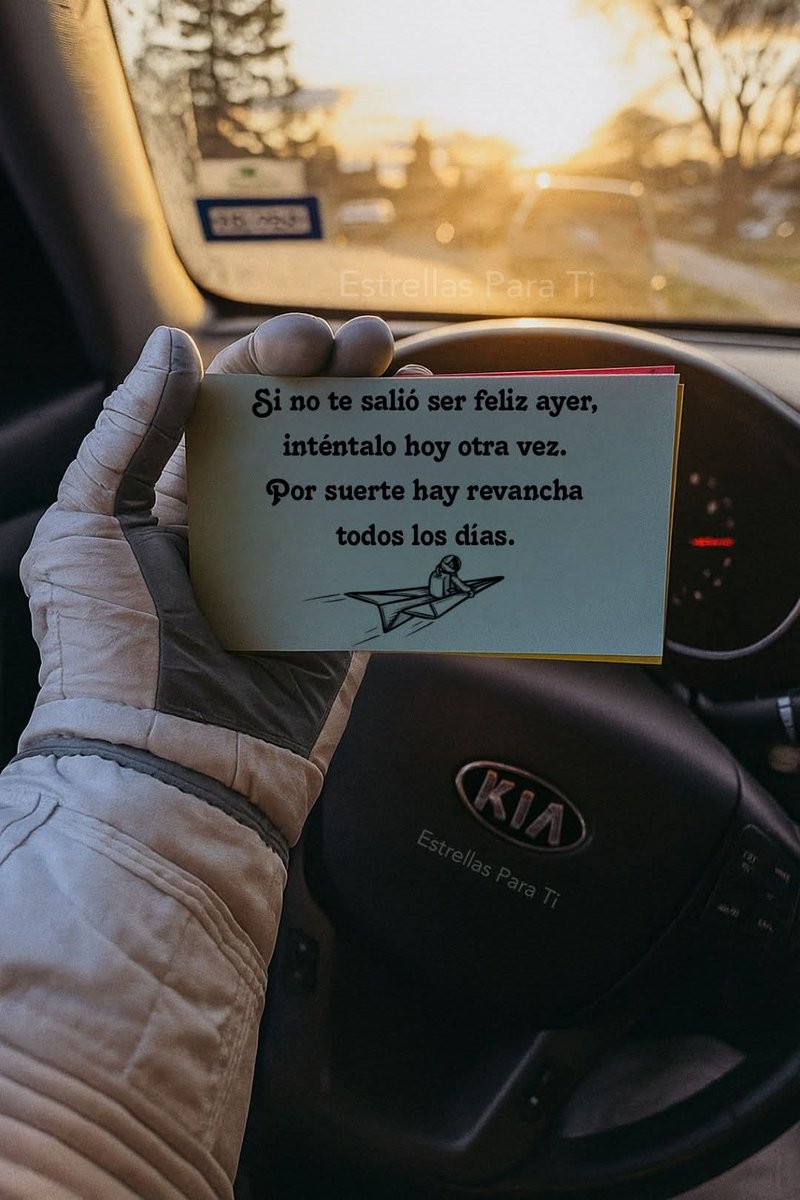 Estrellas Para Ti
Si no te salió ser feliz ayer,
inténtalo hoy otra vez.
Por suerte hay revancha
todos los días.
KIA
Estrellas Para Ti